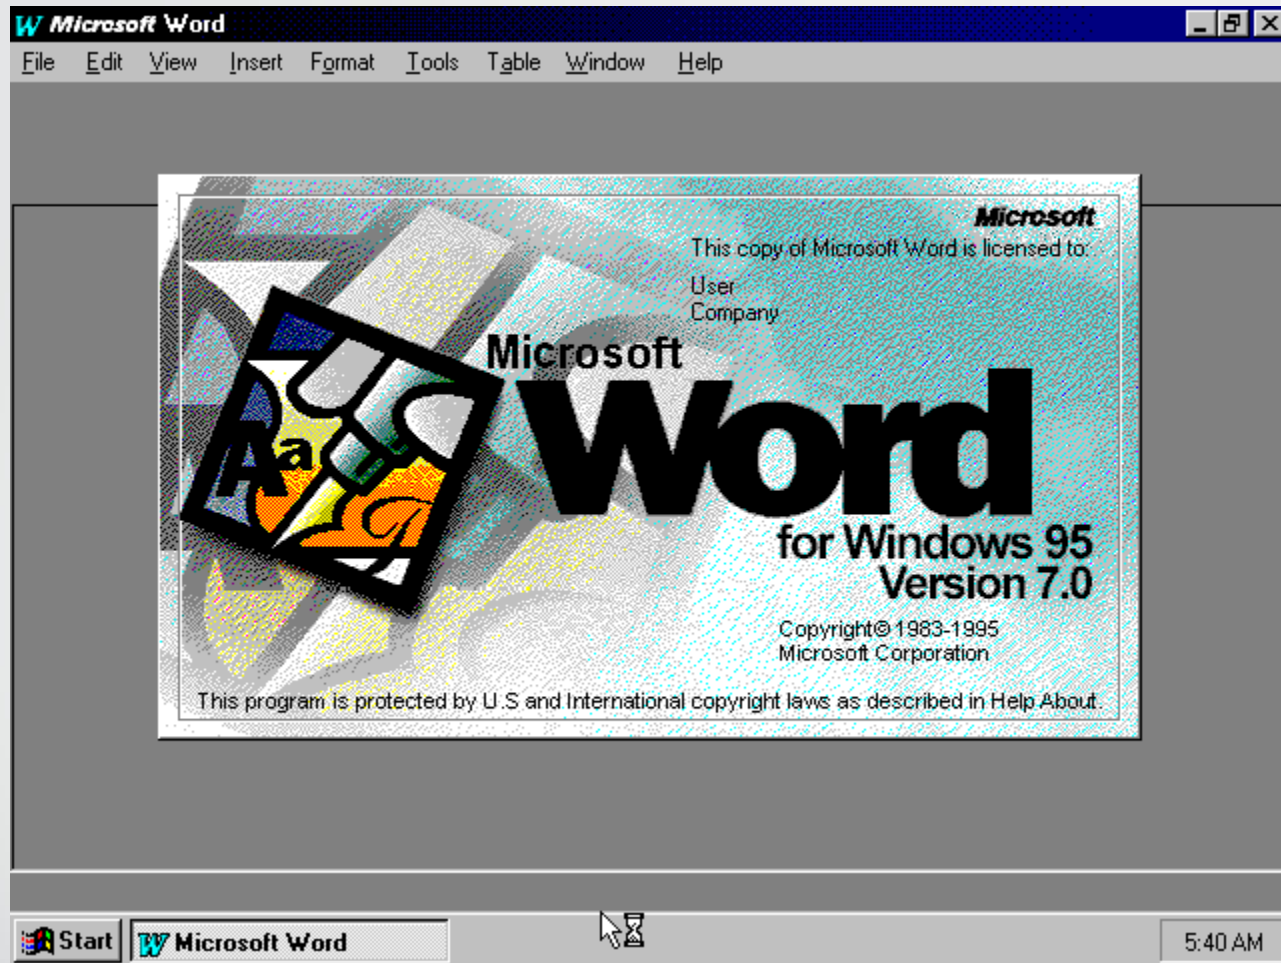 Microsoft Word
File Edit View Insert Format Tools Table Window Help
Microsoft
This copy of Microsoft Word is licensed to:
User
Company
Microsoft
Word
for Windows 95
Version 7.0
Aa
a
Copyright© 1983-1995
Microsoft Corporation
This program is protected by U.S and International copyright laws as described in Help About.
Start Microsoft Word 5:40 AM